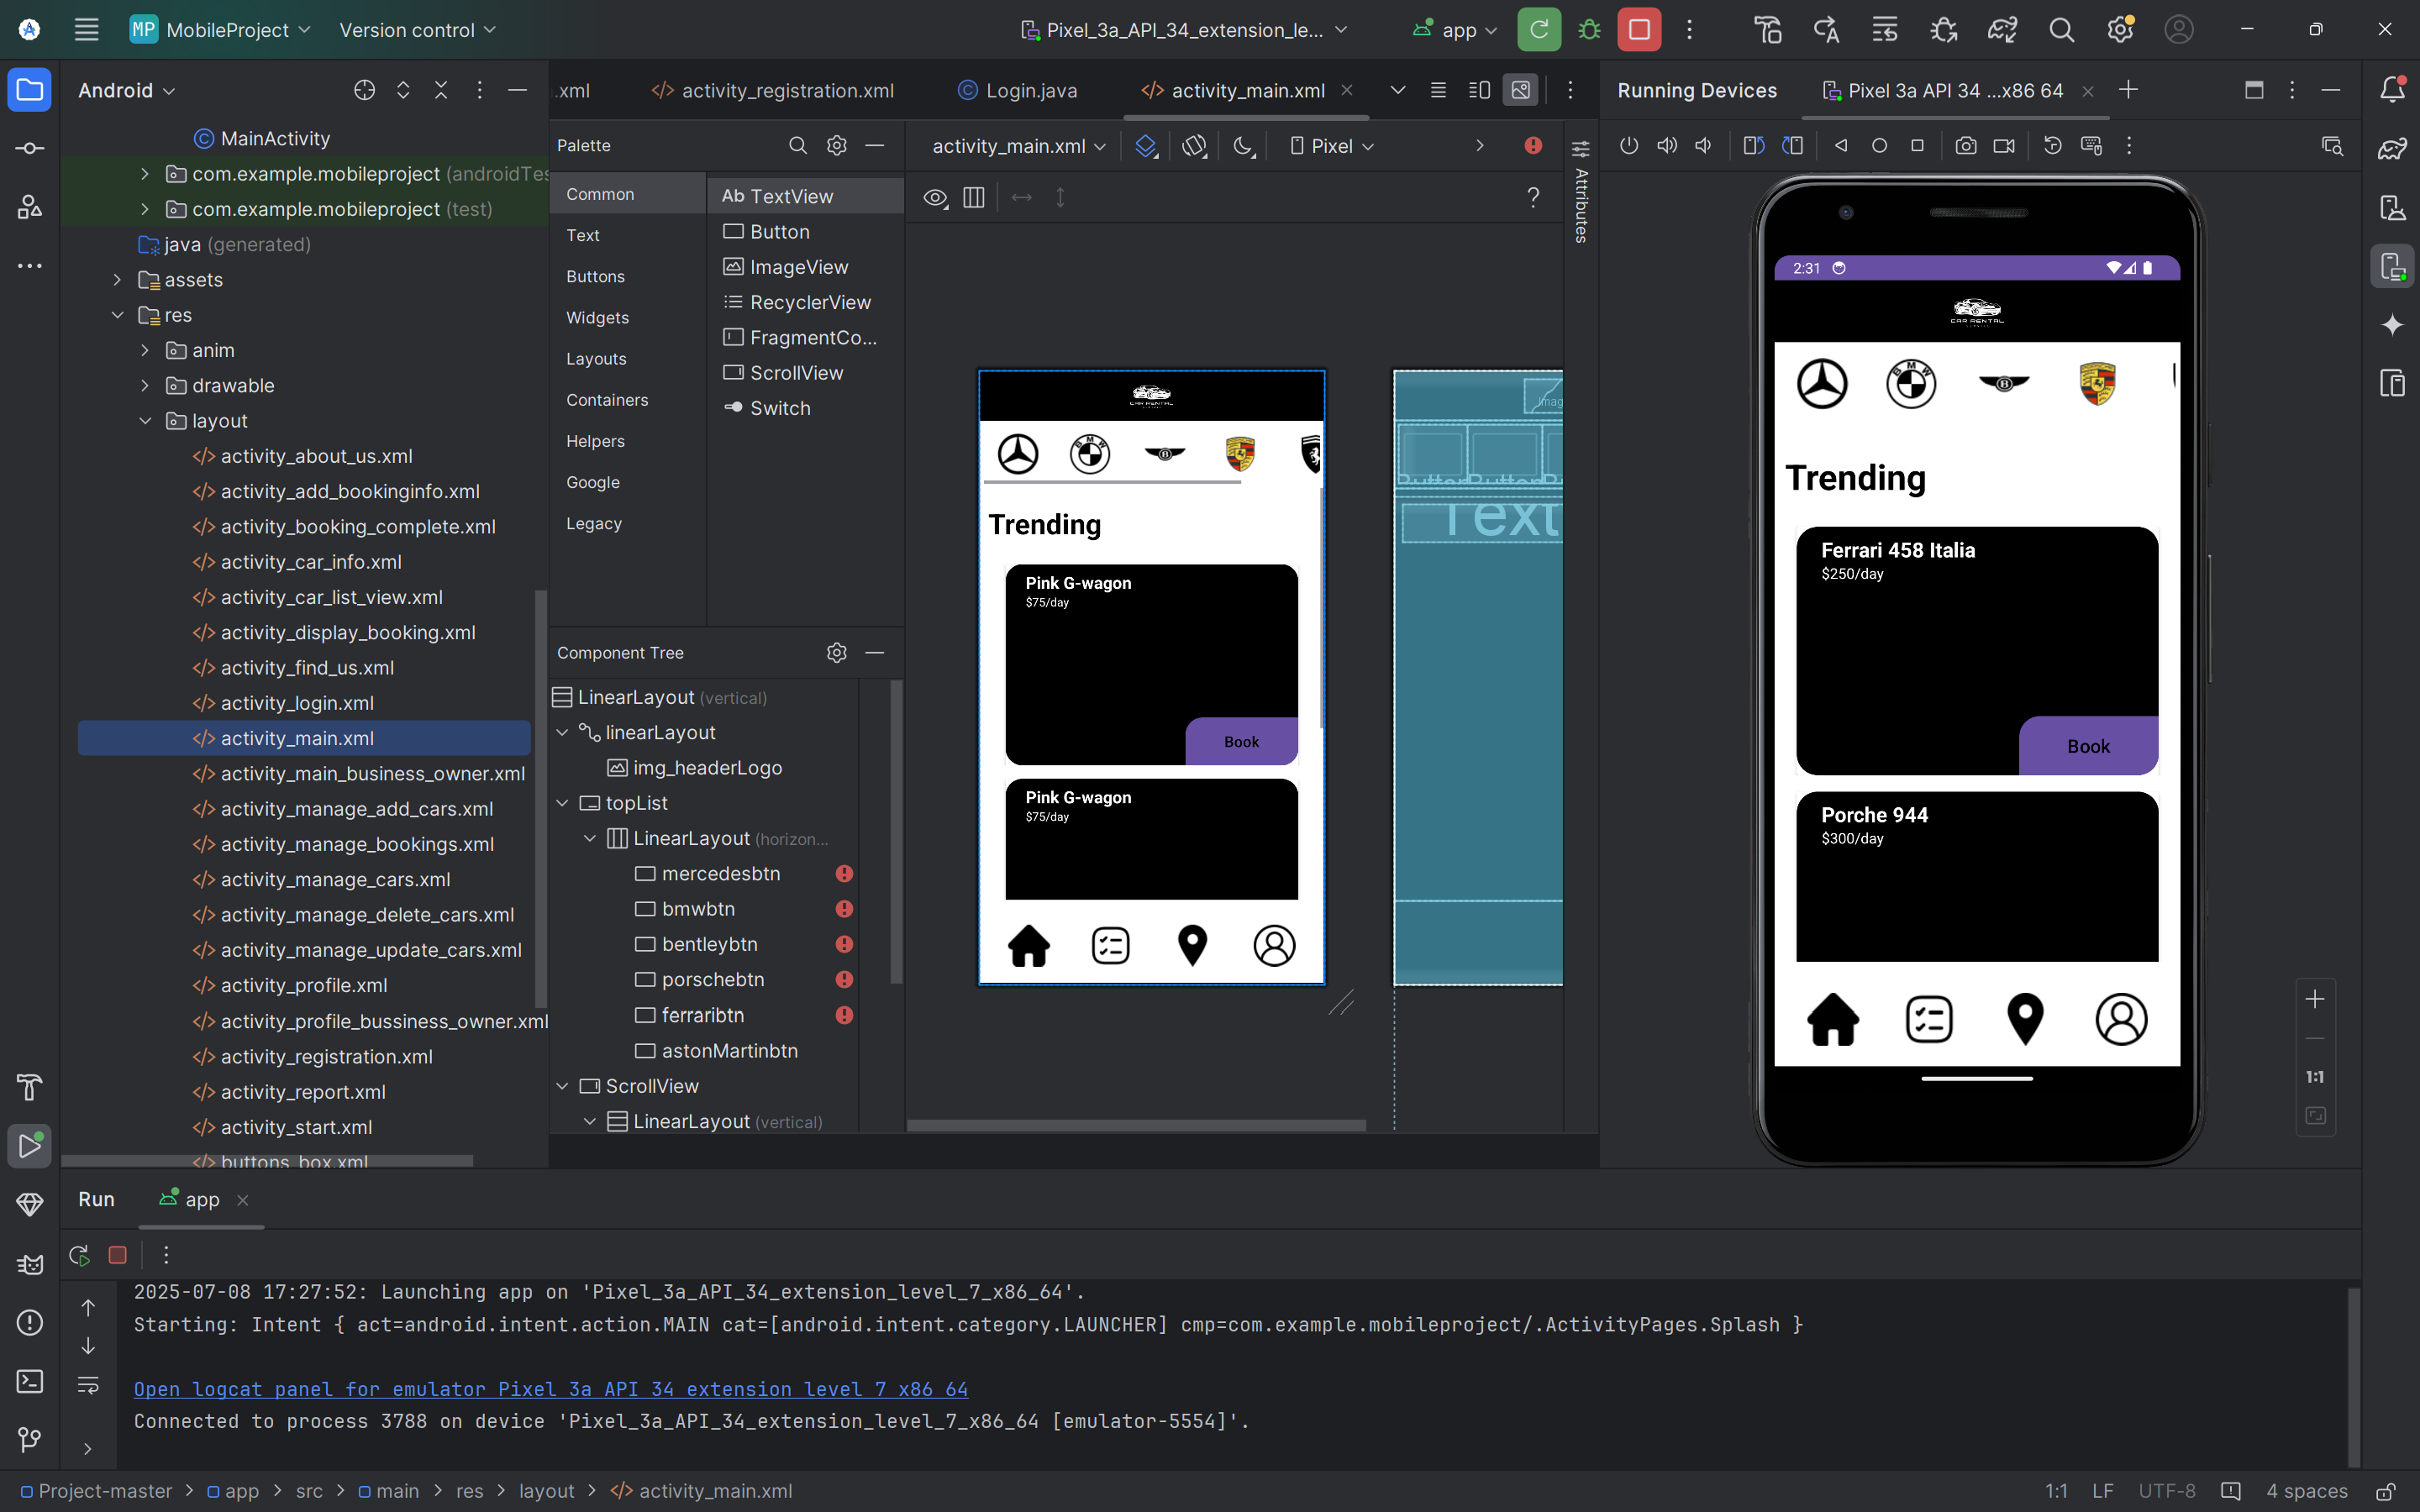 MP MobileProject
Version control
Pixel_3a_API_34_extension_le...
app
Android
.xml
activity_registration.xml
Login.java
activity_main.xml
Running Devices
Pixel 3a API 34 ...x86 64
MainActivity
com.example.mobileproject (androidTes
com.example.mobileproject (test)
java (generated)
assets
res
anim
drawable
layout
activity_about_us.xml
activity_add_bookinginfo.xml
activity_booking_complete.xml
activity_car_info.xml
activity_car_list_view.xml
activity_display_booking.xml
activity_find_us.xml
activity_login.xml
activity_main.xml
activity_main_business_owner.xml
activity_manage_add_cars.xml
activity_manage_bookings.xml
activity_manage_cars.xml
activity_manage_delete_cars.xml
activity_manage_update_cars.xml
activity_profile.xml
activity_profile_bussiness_owner.xml
activity_registration.xml
activity_report.xml
activity_start.xml
buttons_box.xml
Palette
Common
Text
Buttons
Widgets
Layouts
Containers
Helpers
Google
Legacy
Ab TextView
Button
ImageView
RecyclerView
FragmentCo...
ScrollView
Switch
Component Tree
LinearLayout (vertical)
linearLayout
img_headerLogo
topList
LinearLayout (horizon...
mercedesbtn
bmwbtn
bentleybtn
porschebtn
ferraribtn
astonMartinbtn
ScrollView
LinearLayout (vertical)
activity_main.xml
Pixel
?
Attributes
CAR RENTAL
BMW
B
Trending
Pink G-wagon
$75/day
Book
Pink G-wagon
$75/day
Imag
Button
Button
B
Text
2:31
CAR RENTAL
SERVICE
BMW
B
Trending
Ferrari 458 Italia
$250/day
Book
Porche 944
$300/day
1:1
Run
app
2025-07-08 17:27:52: Launching app on 'Pixel_3a_API_34_extension_level_7_x86_64'.
Starting: Intent { act=android.intent.action.MAIN cat=[android.intent.category.LAUNCHER] cmp=com.example.mobileproject/.ActivityPages.Splash }
Open logcat panel for emulator Pixel 3a API 34 extension level 7 x86 64
Connected to process 3788 on device 'Pixel_3a_API_34_extension_level_7_x86_64 [emulator-5554]'.
Project-master > app > src > main > res > layout > activity_main.xml
1:1 LF UTF-8 4 spaces